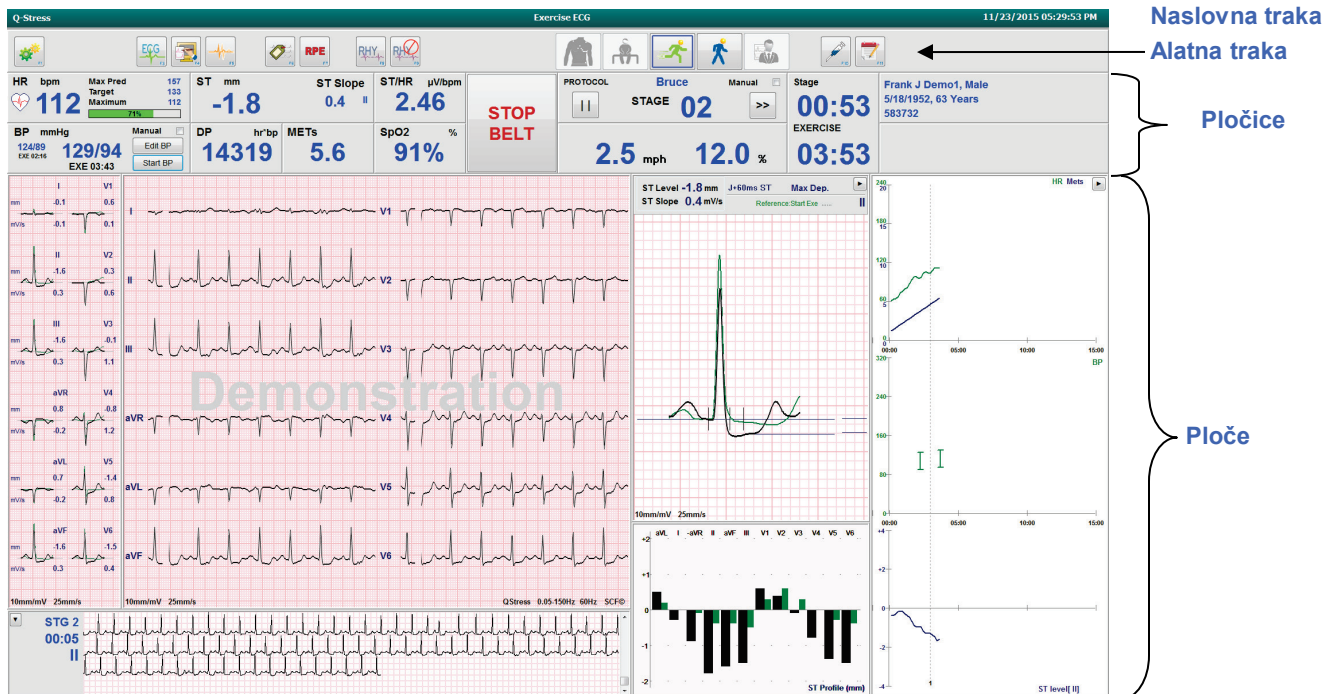 Q-Stress Exercise ECG 11/23/2015 05:29:53 PM
Naslovna traka
Alatna traka
ECG RPE RHY RHY
HR bpm
112
Max Pred 157
Target 133
Maximum 112
71%
ST mm ST Slope
-1.8 0.4 II
ST/HR µV/bpm
2.46
STOP
BELT
PROTOCOL Bruce Manual
STAGE 02 >>
2.5 mph 12.0 %
Stage
00:53
EXERCISE
03:53
Frank J Demo1, Male
5/18/1952, 63 Years
583732
Pločice
BP mmHg Manual
124/89
EXE 02:16
129/94
EXE 03:43
Edit BP
Start BP
DP hr*bp
14319
METs
5.6
SpO2 %
91%
I V1
mm -0.1 0.6
mV/s -0.1 0.1
II V2
mm -1.6 0.3
mV/s 0.3 0.6
III V3
mm -1.6 -0.1
mV/s 0.3 1.1
aVR V4
mm 0.8 -0.8
mV/s -0.2 1.2
aVL V5
mm 0.7 -1.4
mV/s -0.2 0.8
aVF V6
mm -1.6 -1.5
mV/s 0.3 0.4
10mm/mV 25mm/s
I V1
II V2
III V3
Demonstration
aVR V4
aVL V5
aVF V6
10mm/mV 25mm/s QStress 0.05-150Hz 60Hz SCF©
STG 2
00:05
II
ST Level -1.8 mm J+60ms ST Max Dep.
ST Slope 0.4 mV/s Reference:Start Exe ..... II
10mm/mV 25mm/s
aVL I -aVR II aVF III V1 V2 V3 V4 V5 V6
+2
+1
0
-1
-2
ST Profile (mm)
HR Mets
240
20
180
15
120
10
60
5
0
0
00:00 05:00 10:00 15:00
BP
320
240
160
80
0
00:00 05:00 10:00 15:00
+4
+2
0
-2
-4
1
ST level[ II]
Ploče